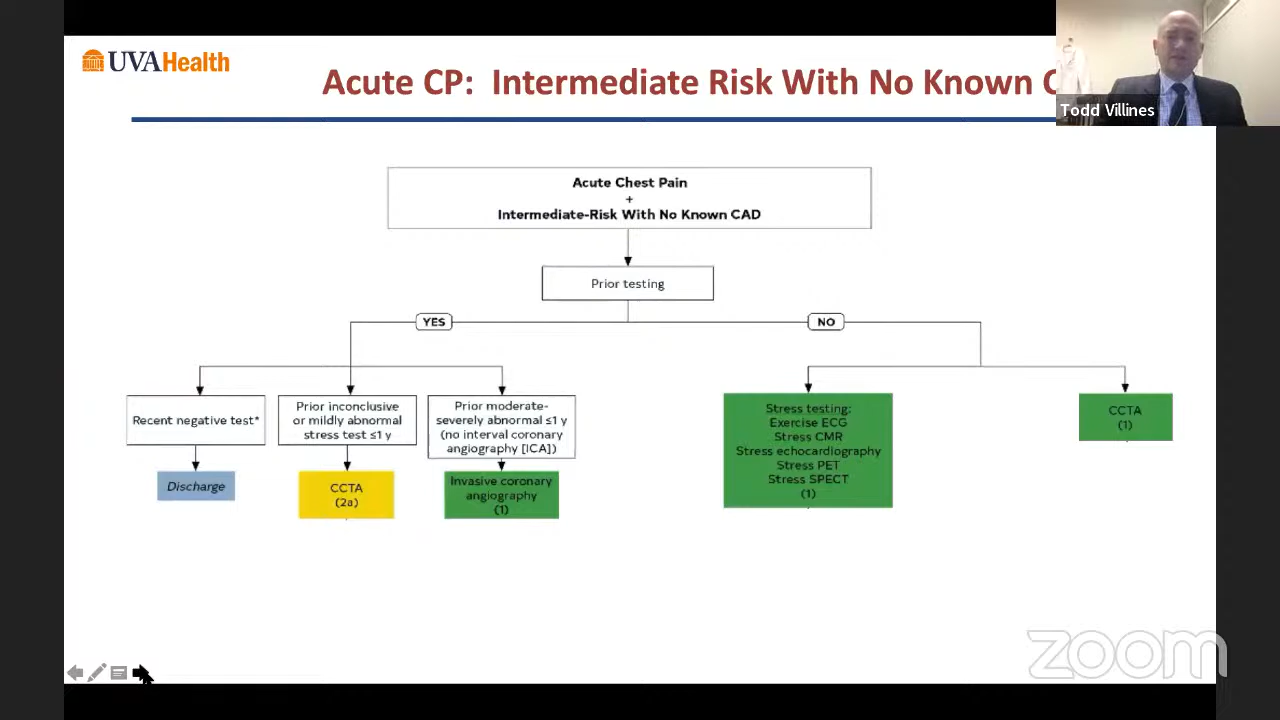 UVAHealth
Acute CP: Intermediate Risk With No Known C
Todd Villines
Acute Chest Pain
+
Intermediate-Risk With No Known CAD
Prior testing
YES
NO
Recent negative test*
Prior inconclusive
or mildly abnormal
stress test ≤1 y
Prior moderate-
severely abnormal ≤1 y
(no interval coronary
angiography [ICA])
Discharge
CCTA
(2a)
Invasive coronary
angiography
(1)
Stress testing:
Exercise ECG
Stress CMR
Stress echocardiography
Stress PET
Stress SPECT
(1)
CCTA
(1)
zoom